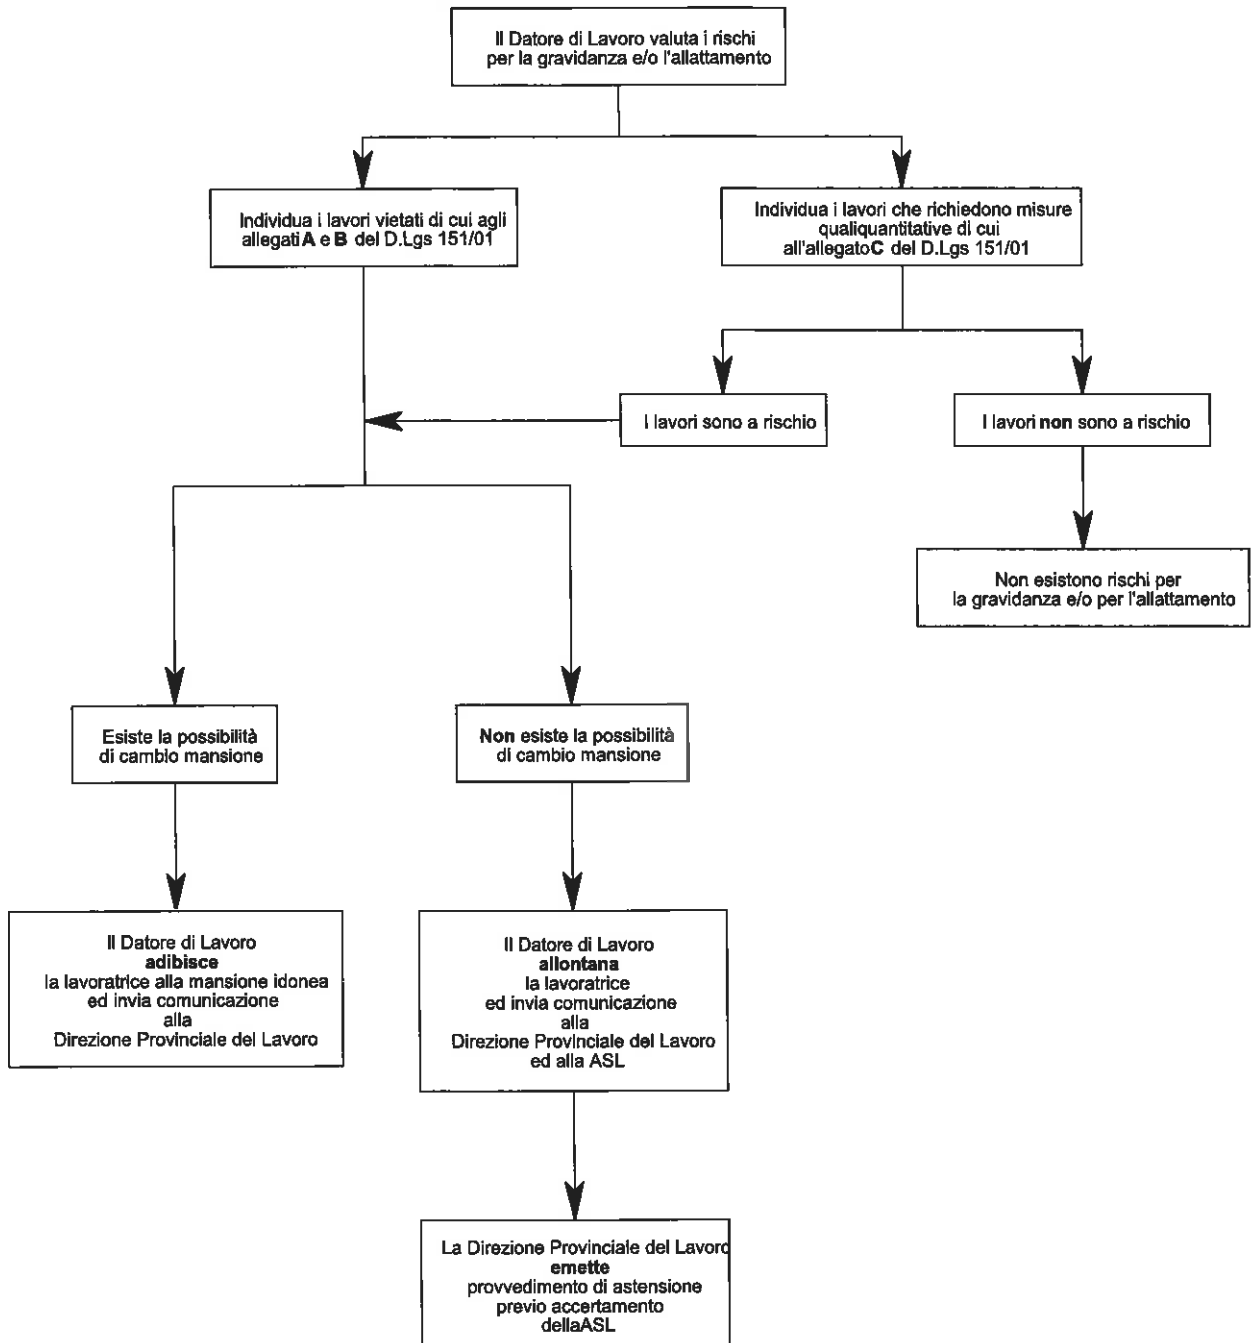 Il Datore di Lavoro valuta i rischi
per la gravidanza e/o l'allattamento
Individua i lavori vietati di cui agli
allegati A e B del D.Lgs 151/01
Individua i lavori che richiedono misure
qualiquantitative di cui
all'allegatoC del D.Lgs 151/01
I lavori sono a rischio
I lavori non sono a rischio
Non esistono rischi per
la gravidanza e/o per l'allattamento
Esiste la possibilità
di cambio mansione
Non esiste la possibilità
di cambio mansione
Il Datore di Lavoro
adibisce
la lavoratrice alla mansione idonea
ed invia comunicazione
alla
Direzione Provinciale del Lavoro
Il Datore di Lavoro
allontana
la lavoratrice
ed invia comunicazione
alla
Direzione Provinciale del Lavoro
ed alla ASL
La Direzione Provinciale del Lavoro
emette
provvedimento di astensione
previo accertamento
dellaASL